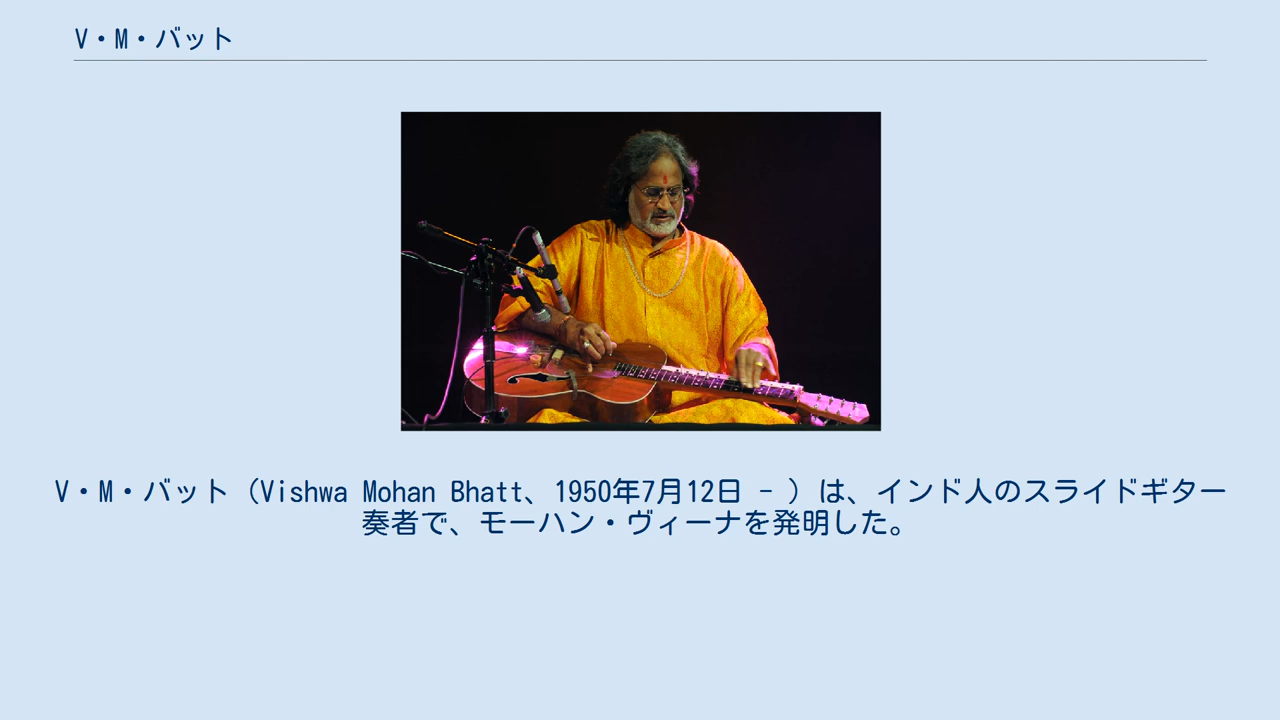 V・M・バット
V・M・バット（Vishwa Mohan Bhatt、1950年7月12日 - ）は、インド人のスライドギター
奏者で、モーハン・ヴィーナを発明した。